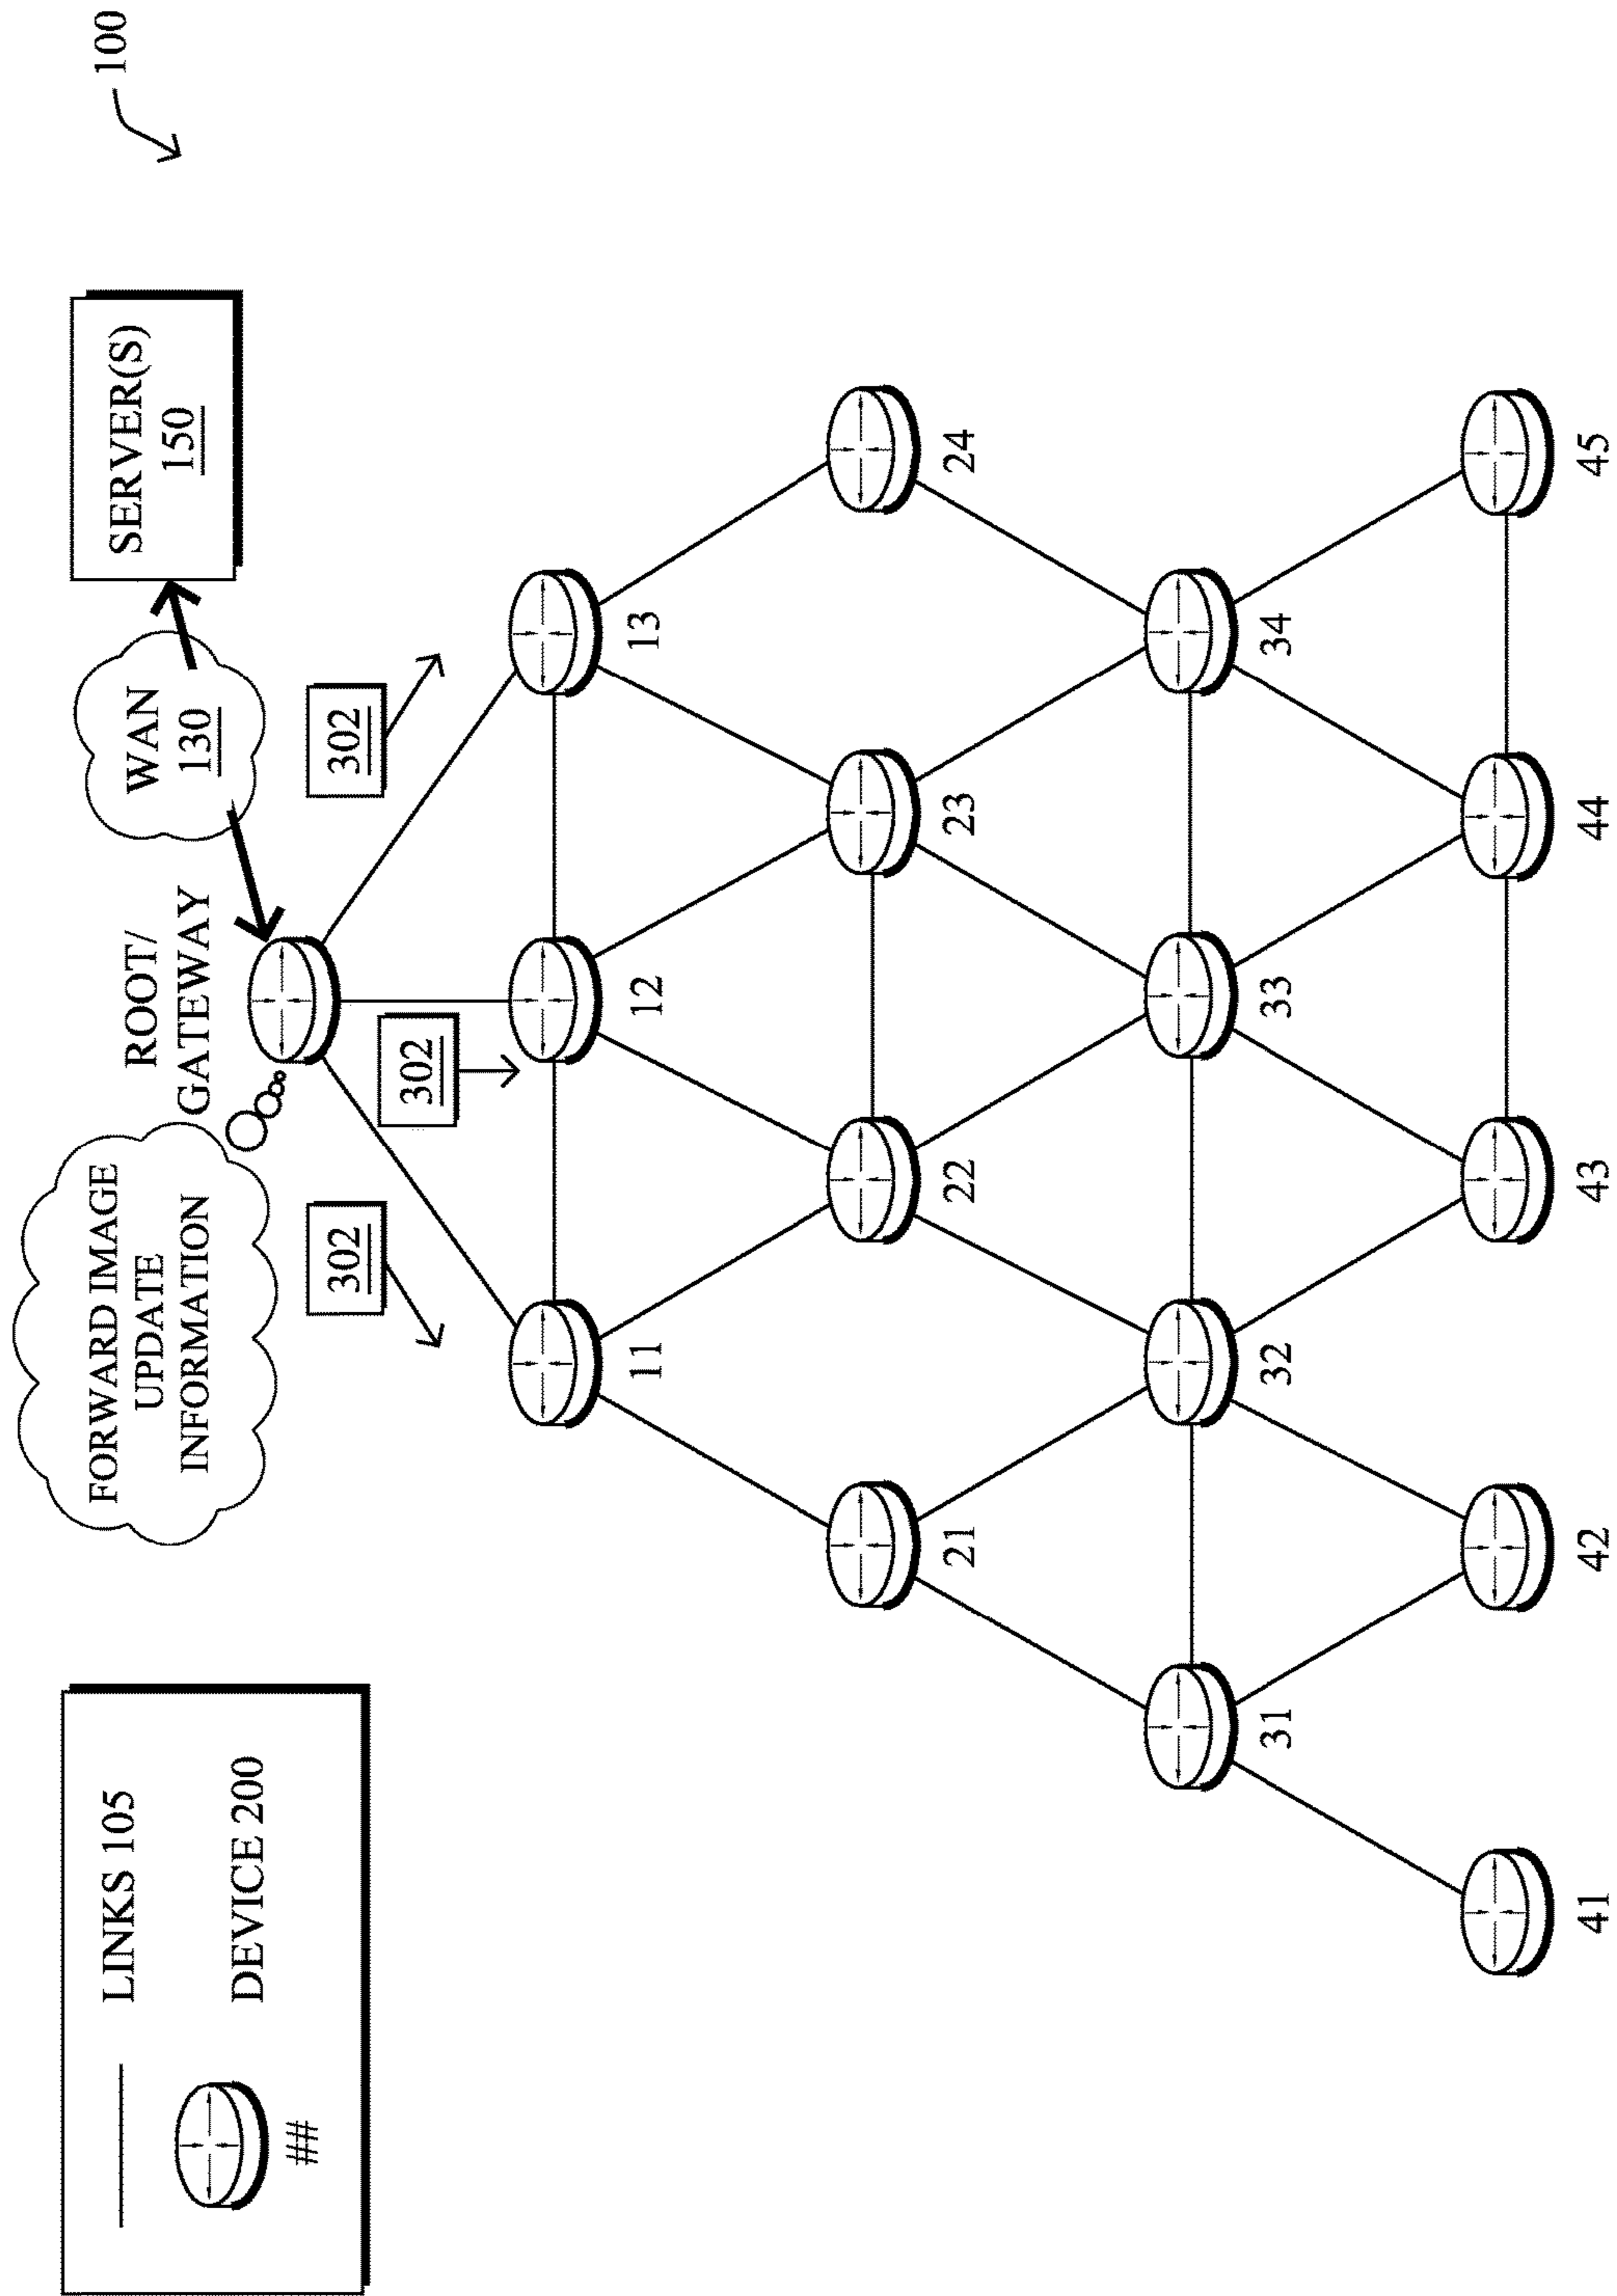 LINKS 105
##
DEVICE 200
FORWARD IMAGE
UPDATE
INFORMATION
ROOT/
GATEWAY
WAN
130
SERVER(S)
150
100
302
302
302
11
12
13
21
22
23
24
31
32
33
34
41
42
43
44
45